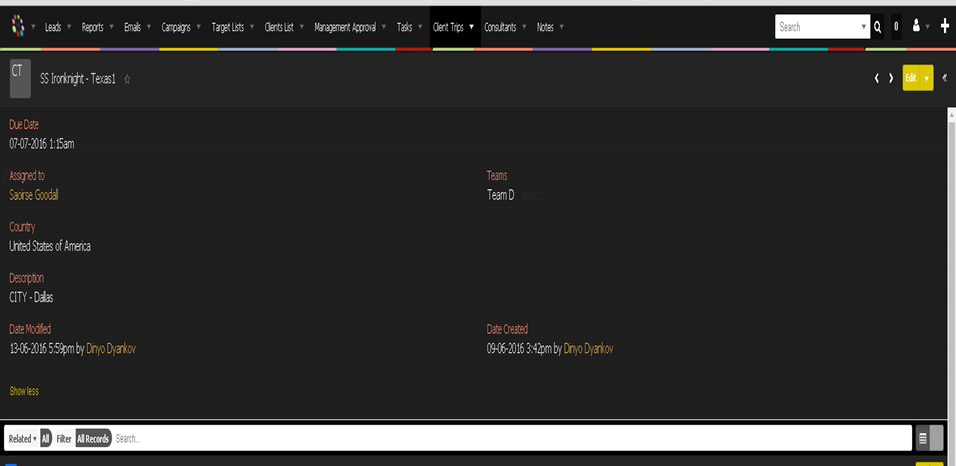 Leads Reports Emails Campaigns Target Lists Clients List Management Approval Tasks Client Trips Consultants Notes Search 0
CT SS Ironknight - Texas1 Edit
Due Date
07-07-2016 1:15am
Assigned to Teams
Saoirse Goodall Team D
Country
United States of America
Description
CITY - Dallas
Date Modified Date Created
13-06-2016 5:59pm by Dinyo Dyankov 09-06-2016 3:42pm by Dinyo Dyankov
Show less
Related All Filter All Records Search...